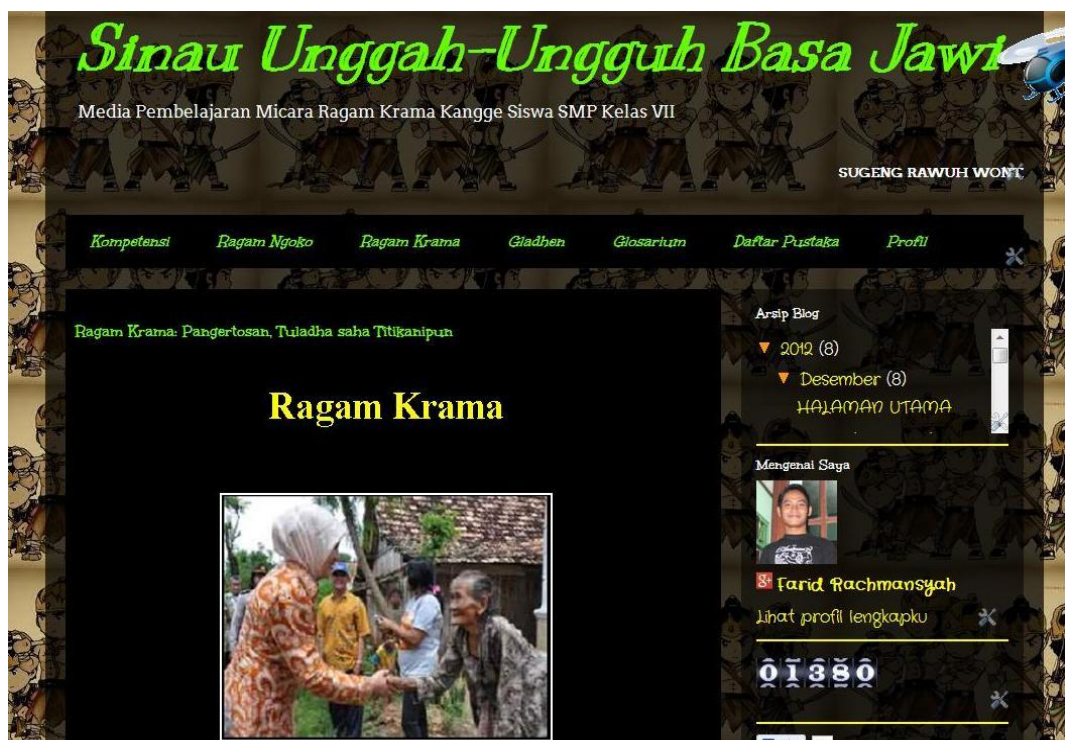 Sinau Unggah-Ungguh Basa Jawi
Media Pembelajaran Micara Ragam Krama Kangge Siswa SMP Kelas VII
SUGENG RAWUH WONT
Kompetensi Ragam Ngoko Ragam Krama Gladhen Glosarium Daftar Pustaka Profil
Ragam Krama: Pangertosan, Tuladha saha Titikanipun
Ragam Krama
Arsip Blog
▼ 2012 (8)
▼ Desember (8)
HALAMAN UTAMA
Mengenai Saya
Farid Rachmansyah
Lihat profil lengkapku
01380